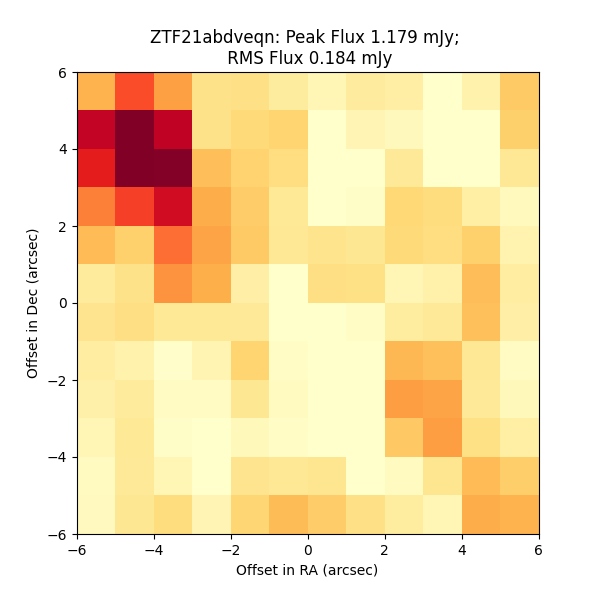 ZTF21abdveqn: Peak Flux 1.179 mJy;
RMS Flux 0.184 mJy
6
4
2
0
−2
−4
−6
Offset in Dec (arcsec)
−6 −4 −2 0 2 4 6
Offset in RA (arcsec)